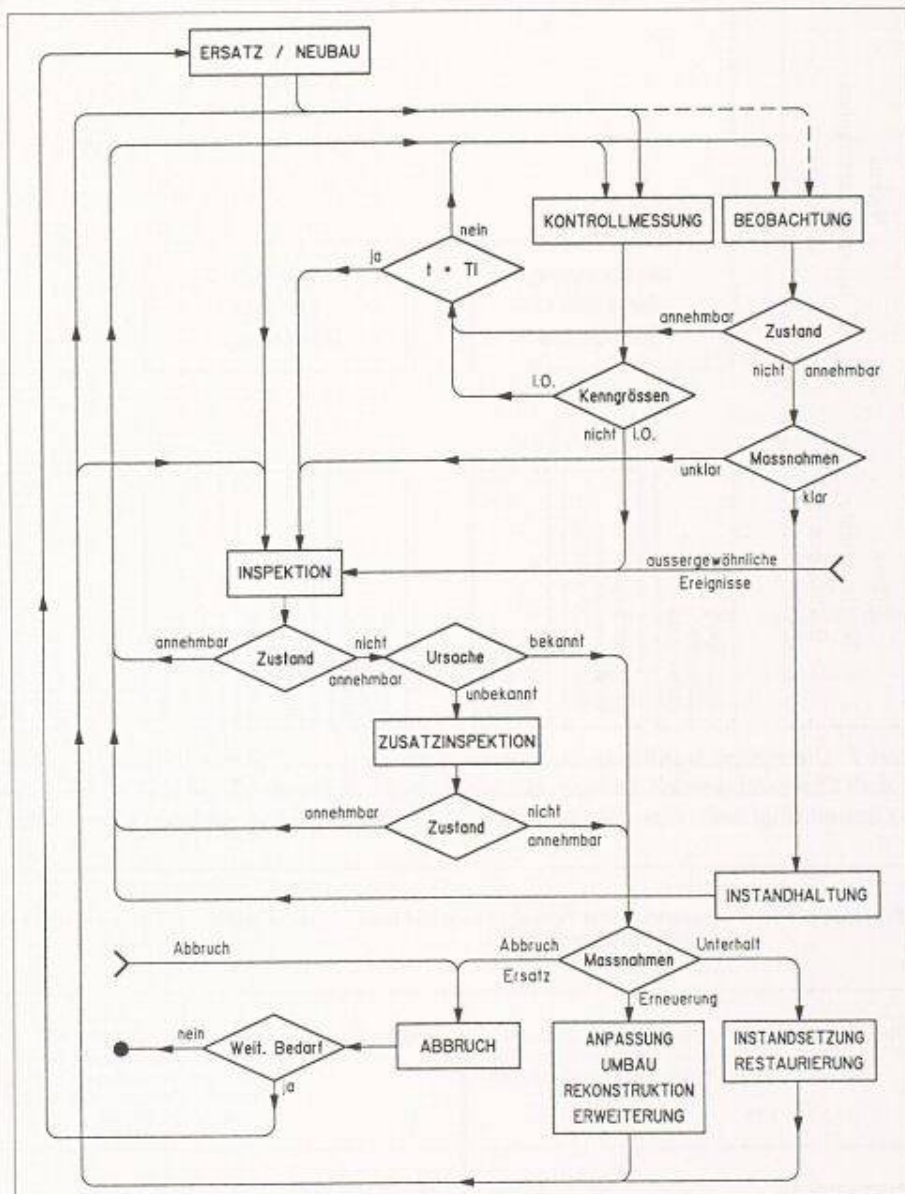 ERSATZ / NEUBAU
KONTROLLMESSUNG
BEOBACHTUNG
nein
ja
t * TI
annehmbar
Zustand
nicht annehmbar
I.O.
Kenngrössen
nicht I.O.
Massnahmen
unklar
klar
INSPEKTION
aussergewöhnliche
Ereignisse
annehmbar
Zustand
nicht
annehmbar
Ursache
bekannt
unbekannt
ZUSATZINSPEKTION
annehmbar
Zustand
nicht
annehmbar
INSTANDHALTUNG
Abbruch
Abbruch
Ersatz
Massnahmen
Unterhalt
Erneuerung
nein
Weit. Bedarf
ja
ABBRUCH
ANPASSUNG
UMBAU
REKONSTRUKTION
ERWEITERUNG
INSTANDSETZUNG
RESTAURIERUNG